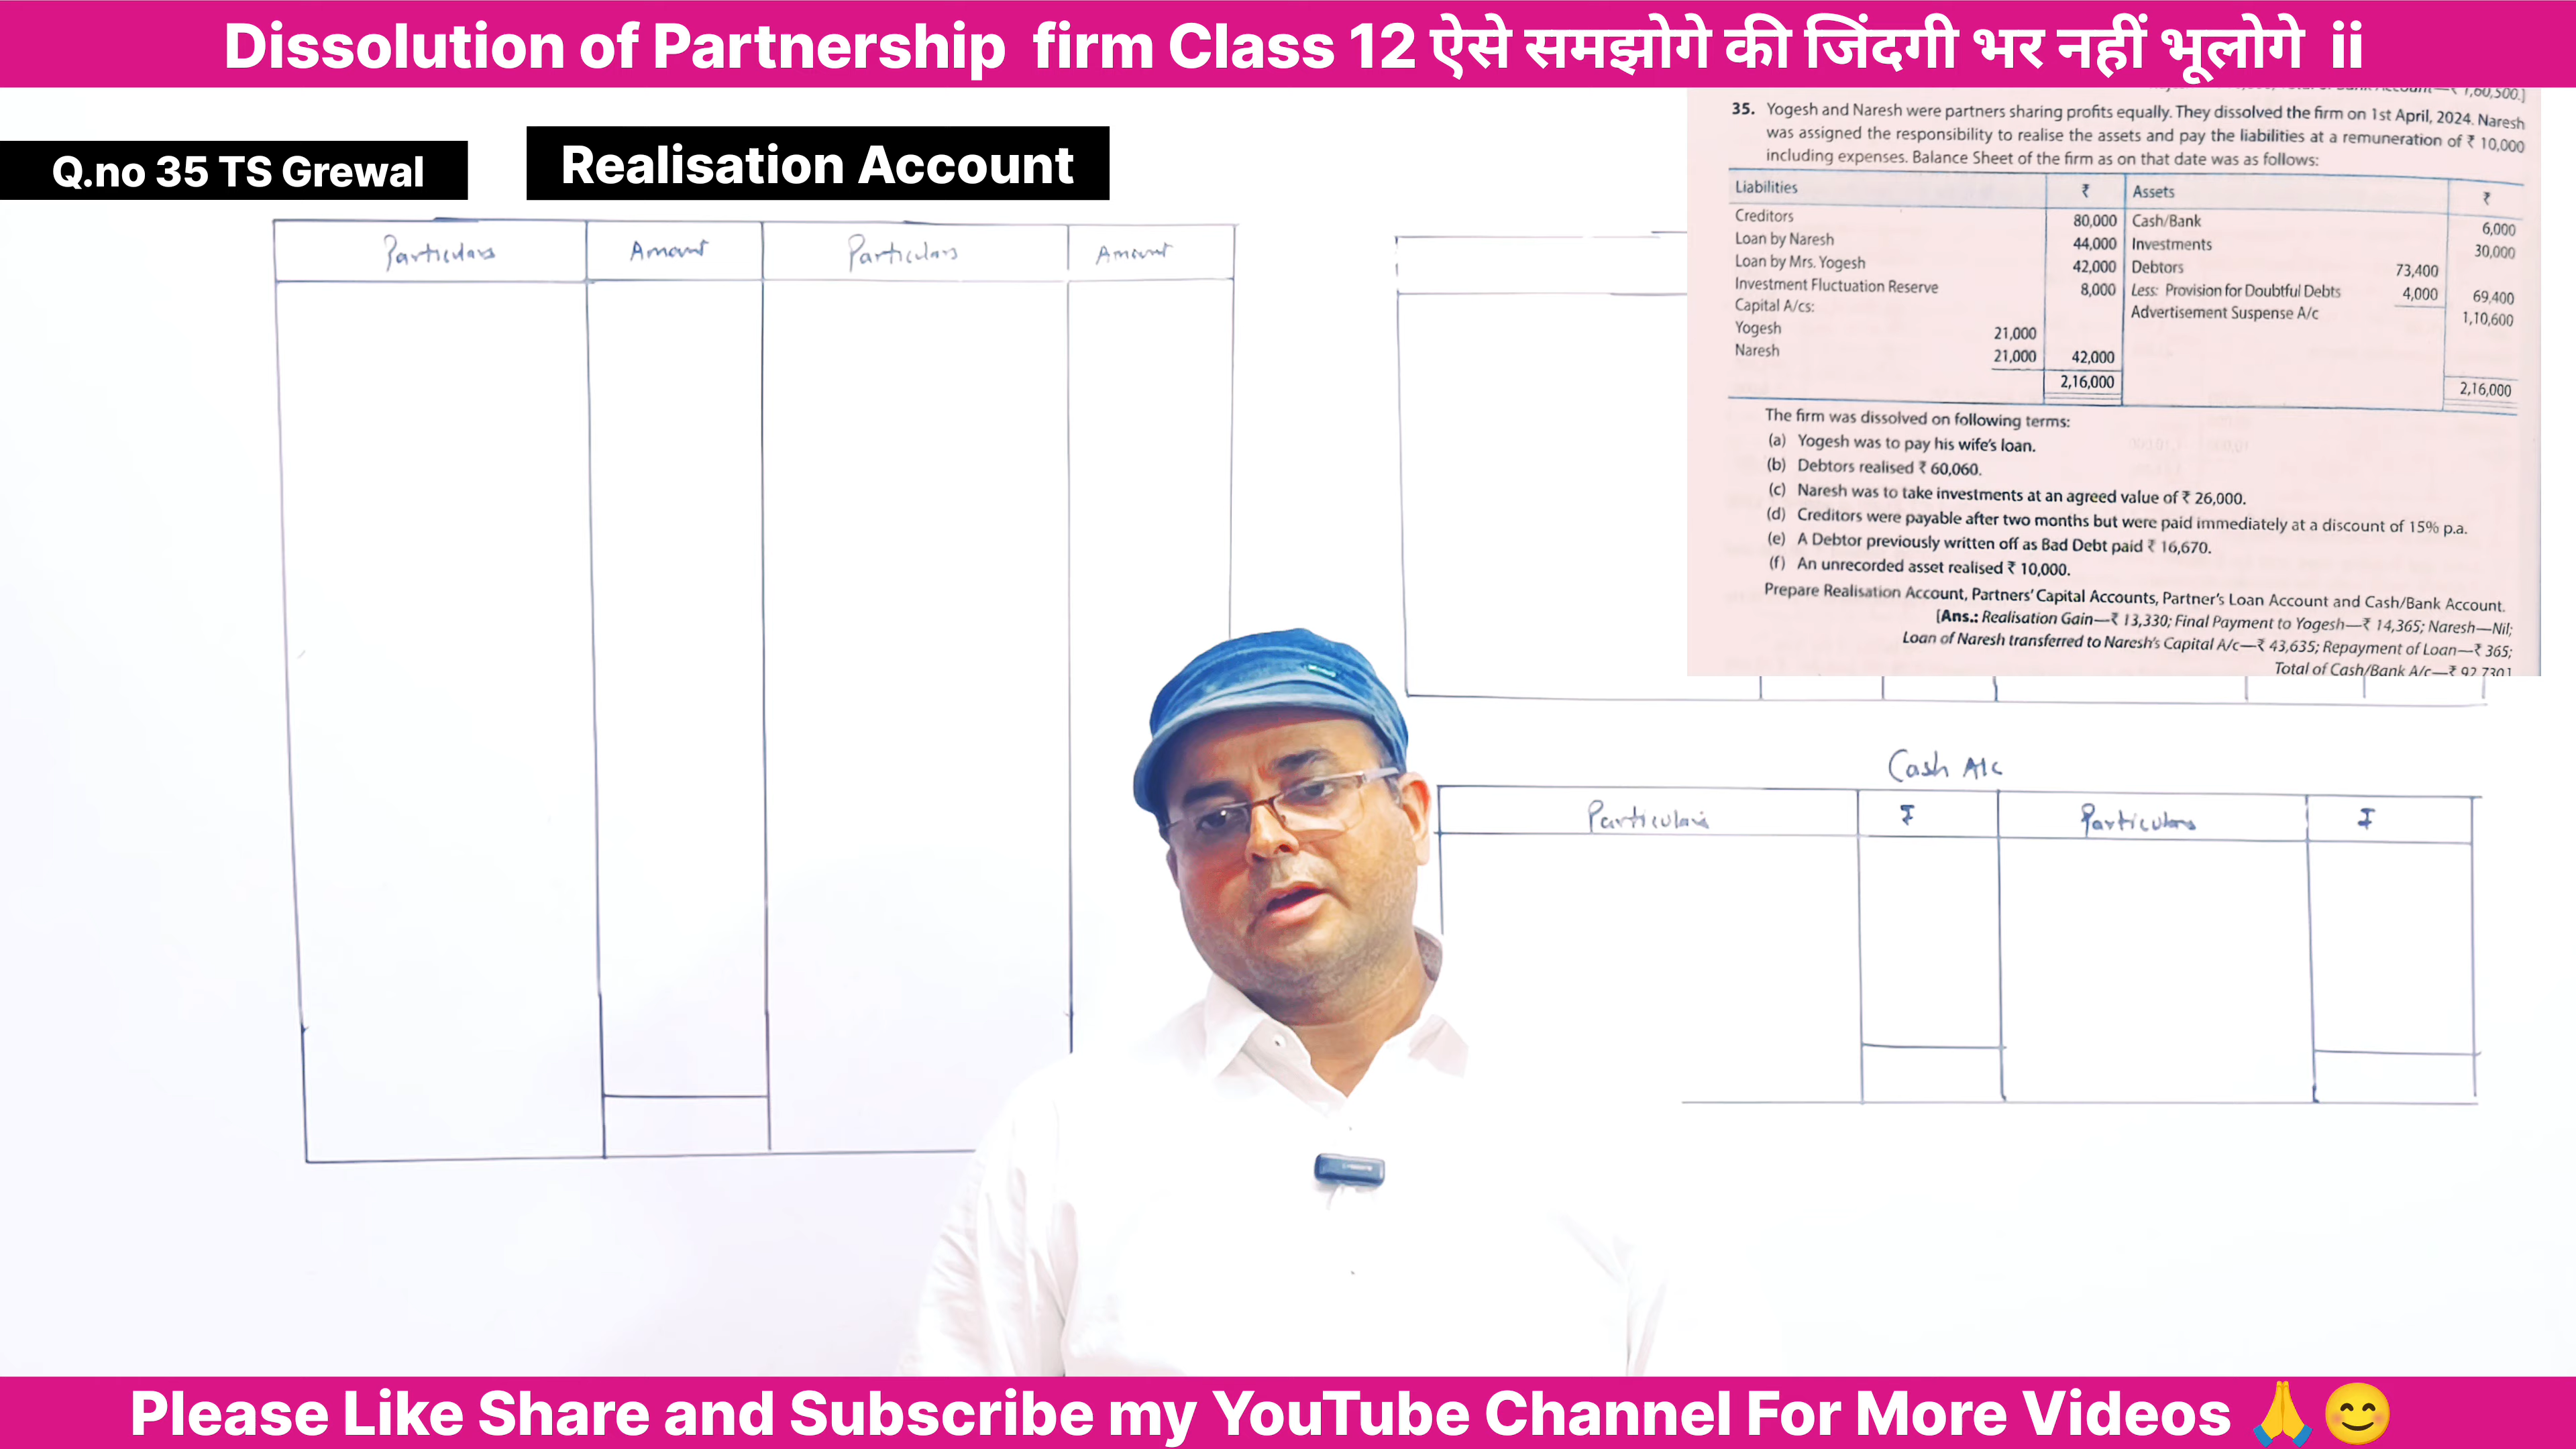 Dissolution of Partnership firm Class 12 ऐसे समझोगे की जिंदगी भर नहीं भूलोगे ii
Q.no 35 TS Grewal
Realisation Account
Particulars Amount Particulars Amount
1,60,500.]
35. Yogesh and Naresh were partners sharing profits equally. They dissolved the firm on 1st April, 2024. Naresh
was assigned the responsibility to realise the assets and pay the liabilities at a remuneration of ₹ 10,000
including expenses. Balance Sheet of the firm as on that date was as follows:
Liabilities ₹ Assets ₹
Creditors 80,000 Cash/Bank 6,000
Loan by Naresh 44,000 Investments 30,000
Loan by Mrs. Yogesh 42,000 Debtors 73,400
Investment Fluctuation Reserve 8,000 Less: Provision for Doubtful Debts 4,000 69,400
Capital A/cs: Advertisement Suspense A/c 1,10,600
Yogesh 21,000
Naresh 21,000 42,000
2,16,000 2,16,000
The firm was dissolved on following terms:
(a) Yogesh was to pay his wife's loan.
(b) Debtors realised ₹ 60,060.
(c) Naresh was to take investments at an agreed value of ₹ 26,000.
(d) Creditors were payable after two months but were paid immediately at a discount of 15% p.a.
(e) A Debtor previously written off as Bad Debt paid ₹ 16,670.
(f) An unrecorded asset realised ₹ 10,000.
Prepare Realisation Account, Partners' Capital Accounts, Partner's Loan Account and Cash/Bank Account.
[Ans.: Realisation Gain—₹ 13,330; Final Payment to Yogesh—₹ 14,365; Naresh—Nil;
Loan of Naresh transferred to Naresh's Capital A/c—₹ 43,635; Repayment of Loan—₹ 365;
Total of Cash/Bank A/c—₹ 92,730]
Cash A/c
Particulars ₹ Particulars ₹
Please Like Share and Subscribe my YouTube Channel For More Videos 🙏😊